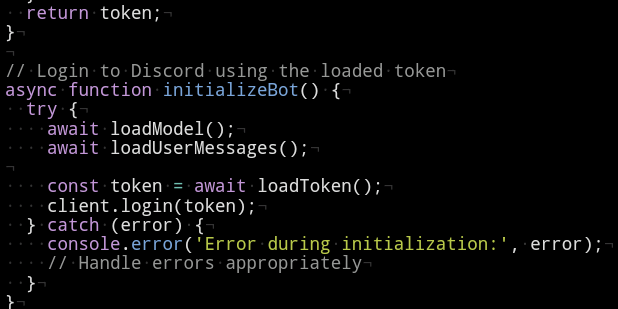 return token;
}

// Login to Discord using the loaded token
async function initializeBot() {
  try {
    await loadModel();
    await loadUserMessages();

    const token = await loadToken();
    client.login(token);
  } catch (error) {
    console.error('Error during initialization:', error);
    // Handle errors appropriately
  }
}